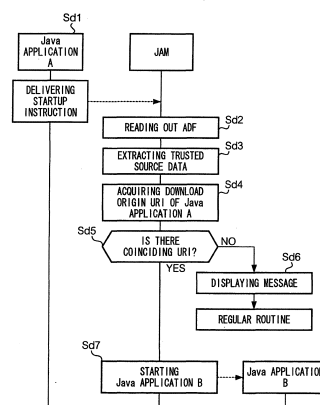 Sd1
Java
APPLICATION
A
JAM
DELIVERING
STARTUP
INSTRUCTION
Sd2
READING OUT ADF
Sd3
EXTRACTING TRUSTED
SOURCE DATA
Sd4
ACQUIRING DOWNLOAD
ORIGIN URI OF Java
APPLICATION A
Sd5
IS THERE
COINCIDING URI?
NO
YES
Sd6
DISPLAYING MESSAGE
REGULAR ROUTINE
Sd7
STARTING
Java APPLICATION B
Java APPLICATION
B